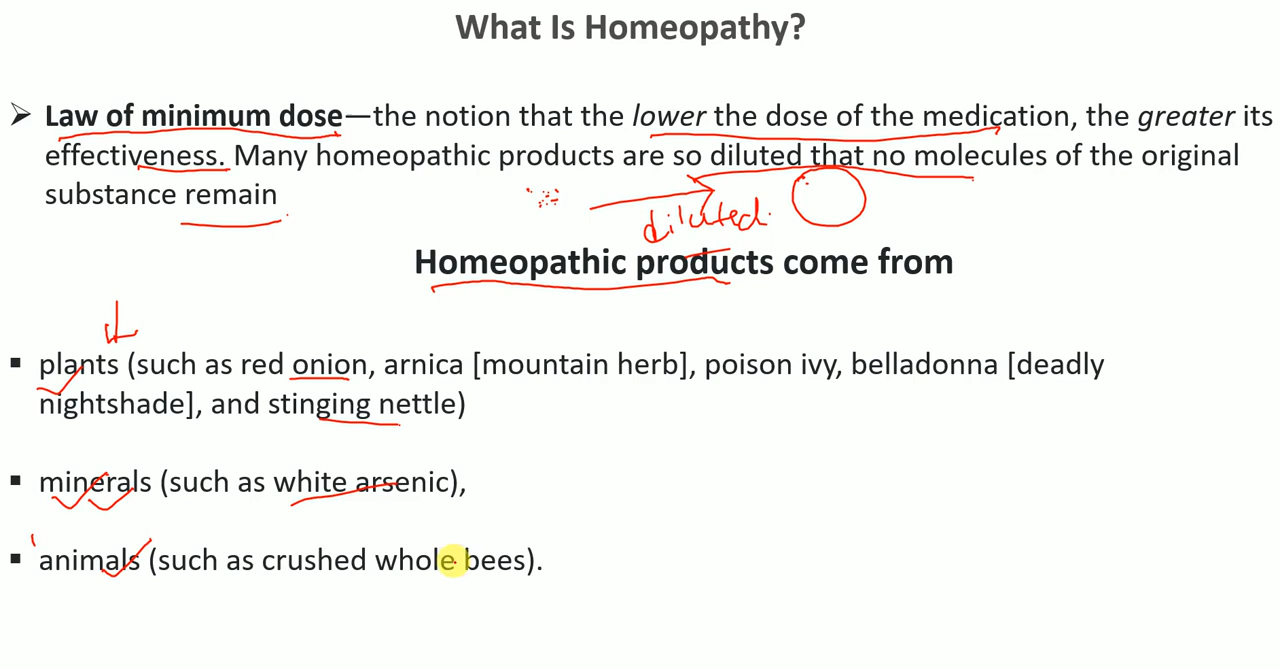 What Is Homeopathy?
➢ Law of minimum dose—the notion that the lower the dose of the medication, the greater its
effectiveness. Many homeopathic products are so diluted that no molecules of the original
substance remain
diluted.
Homeopathic products come from
▪ plants (such as red onion, arnica [mountain herb], poison ivy, belladonna [deadly
nightshade], and stinging nettle)
▪ minerals (such as white arsenic),
▪ animals (such as crushed whole bees).